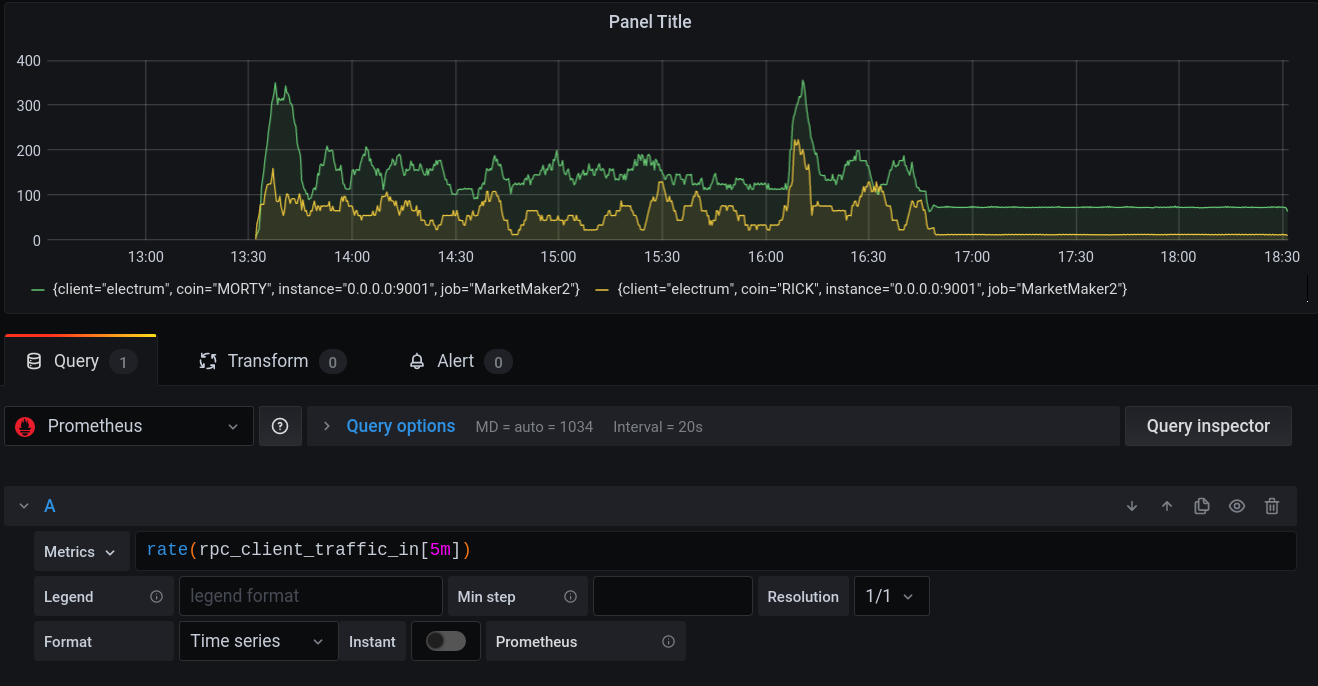 Panel Title
400
300
200
100
0
13:00 13:30 14:00 14:30 15:00 15:30 16:00 16:30 17:00 17:30 18:00 18:30
{client="electrum", coin="MORTY", instance="0.0.0.0:9001", job="MarketMaker2"} {client="electrum", coin="RICK", instance="0.0.0.0:9001", job="MarketMaker2"}
Query 1 Transform 0 Alert 0
Prometheus Query options MD = auto = 1034 Interval = 20s Query inspector
A
Metrics rate(rpc_client_traffic_in[5m])
Legend legend format Min step Resolution 1/1
Format Time series Instant Prometheus